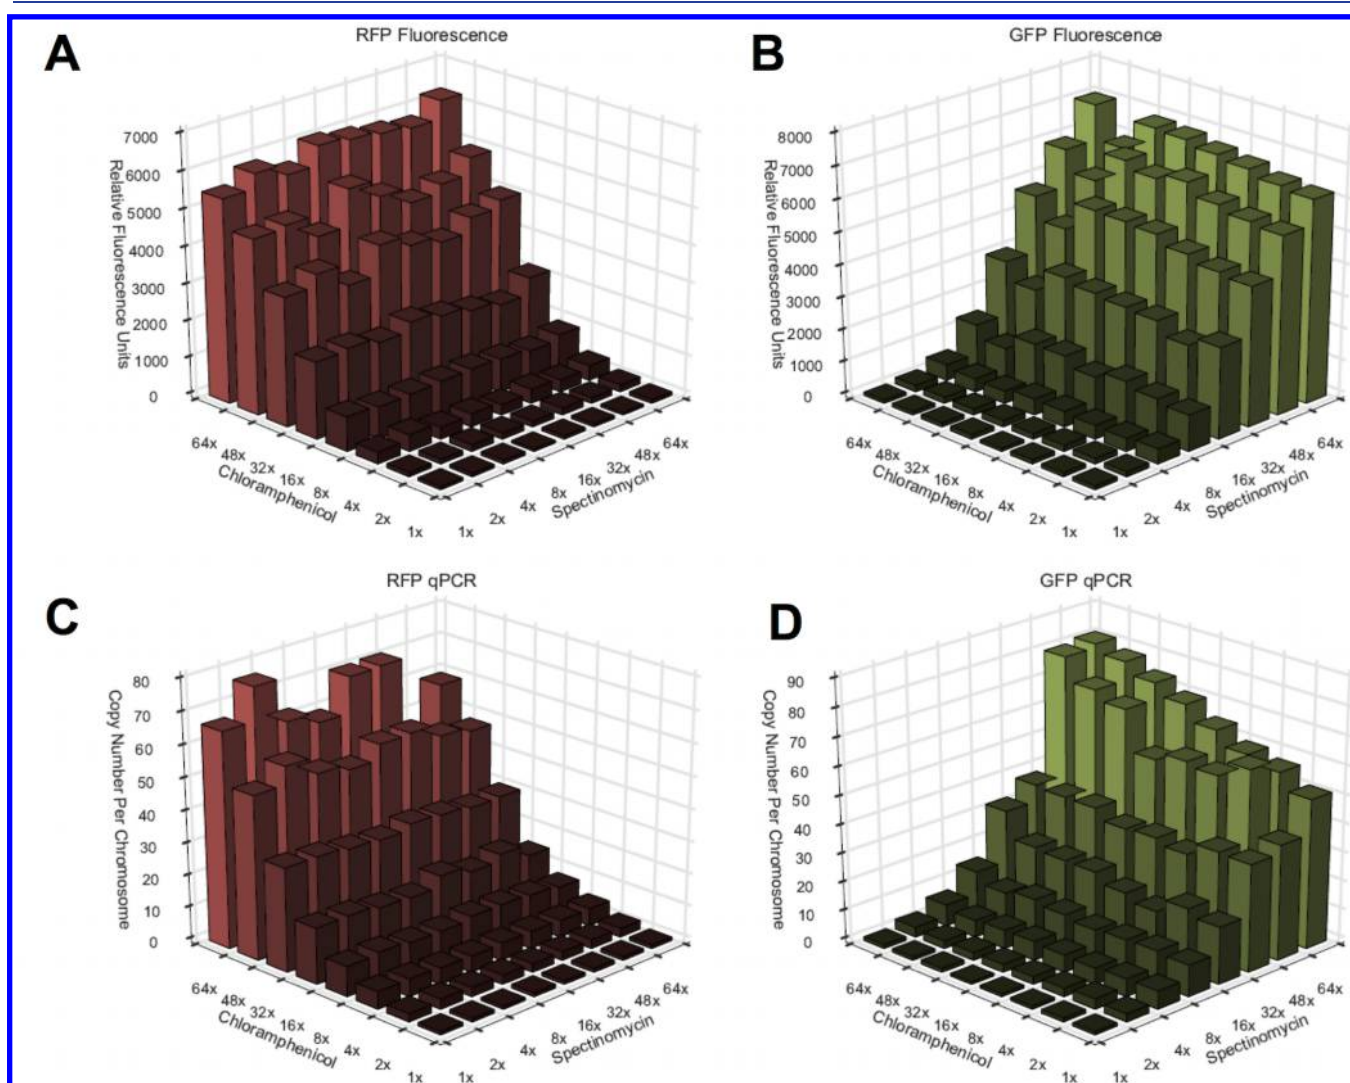 A
RFP Fluorescence
7000
6000
5000
4000
3000
2000
1000
0
Relative Fluorescence Units
64x
48x
32x
16x
8x
4x
2x
1x
Chloramphenicol
1x
2x
4x
8x
16x
32x
48x
64x
Spectinomycin
B
GFP Fluorescence
8000
7000
6000
5000
4000
3000
2000
1000
0
Relative Fluorescence Units
64x
48x
32x
16x
8x
4x
2x
1x
Chloramphenicol
1x
2x
4x
8x
16x
32x
48x
64x
Spectinomycin
C
RFP qPCR
80
70
60
50
40
30
20
10
0
Copy Number Per Chromosome
64x
48x
32x
16x
8x
4x
2x
1x
Chloramphenicol
1x
2x
4x
8x
16x
32x
48x
64x
Spectinomycin
D
GFP qPCR
90
80
70
60
50
40
30
20
10
0
Copy Number Per Chromosome
64x
48x
32x
16x
8x
4x
2x
1x
Chloramphenicol
1x
2x
4x
8x
16x
32x
48x
64x
Spectinomycin